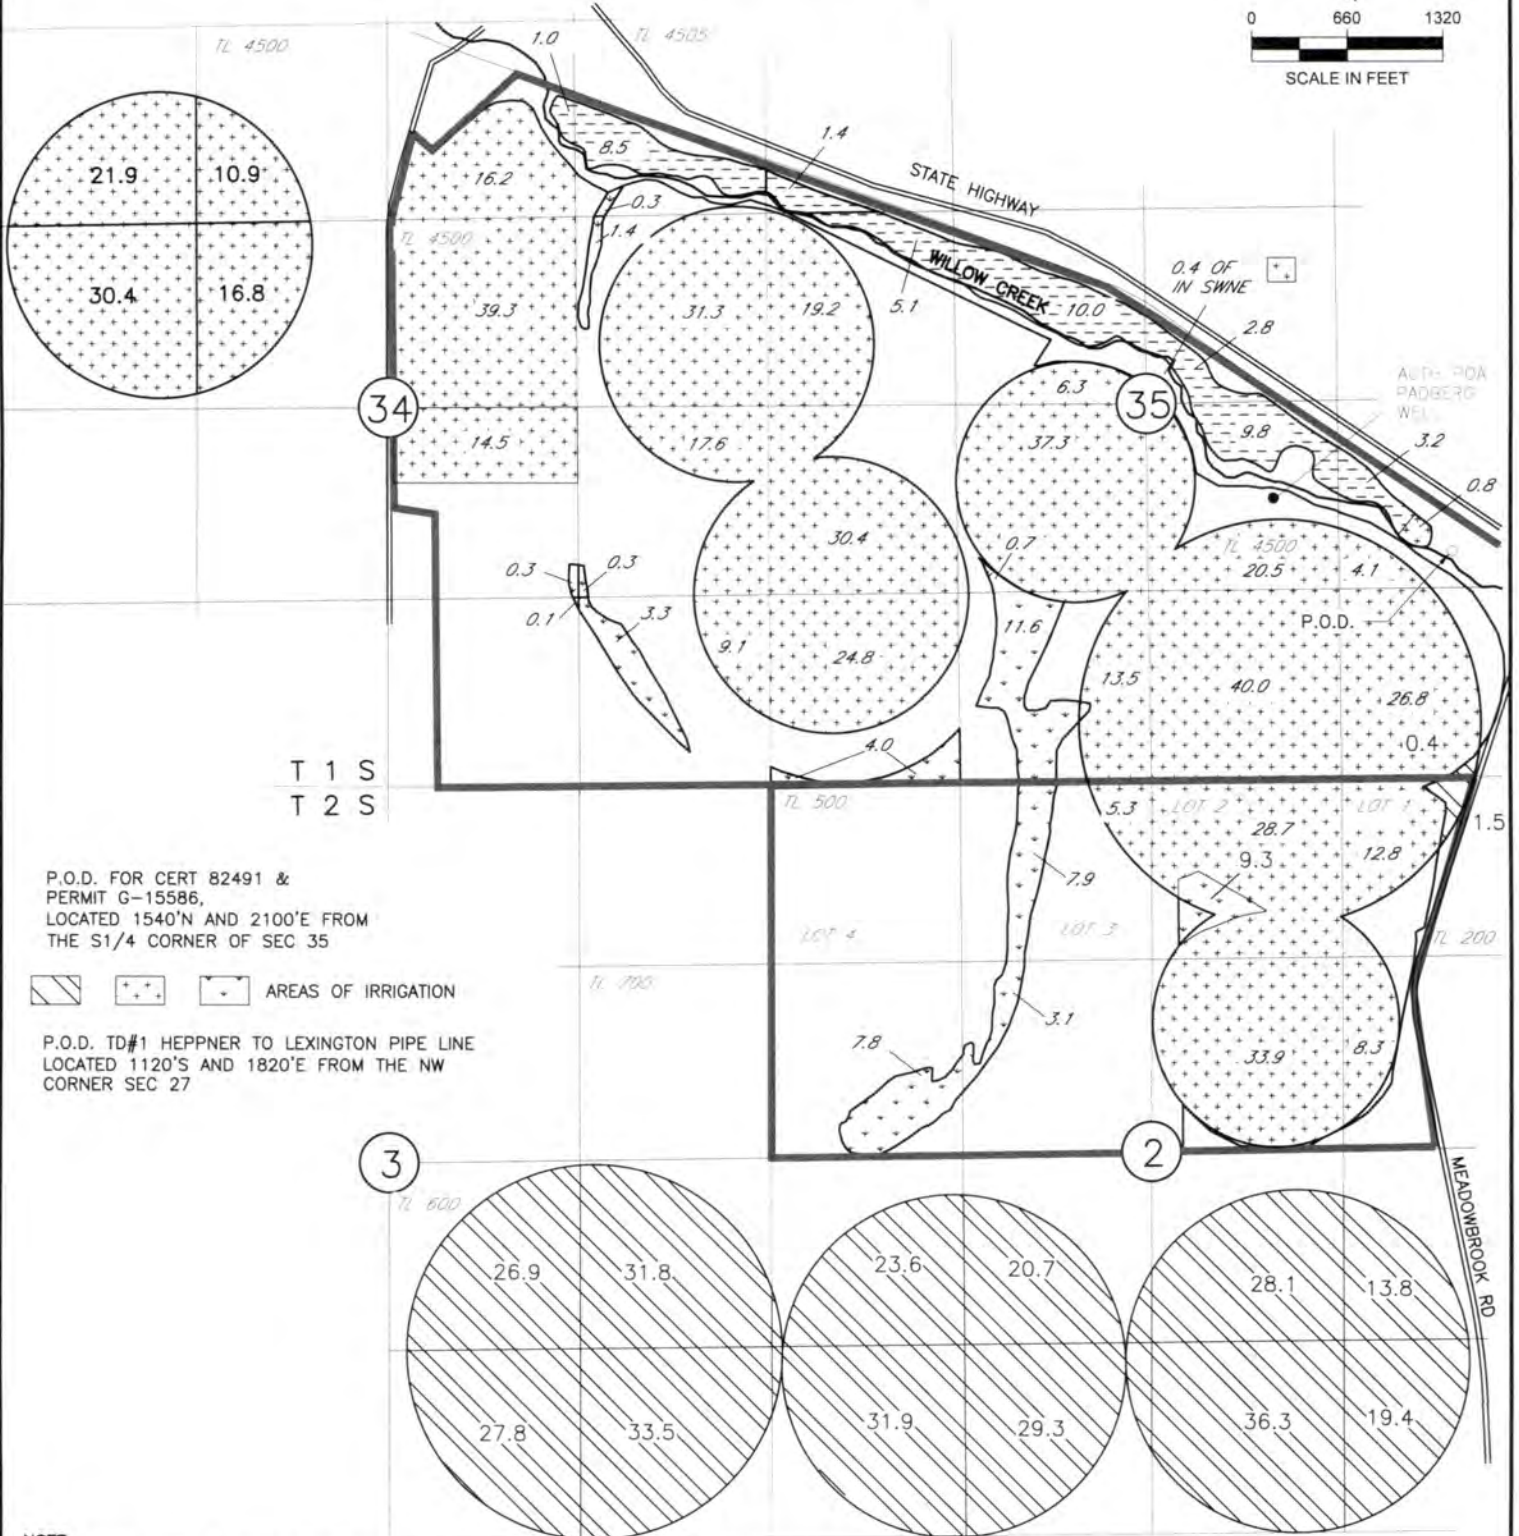 0 660 1320
SCALE IN FEET
TL 4500
1.0
TL 4505
8.5
1.4
STATE HIGHWAY
21.9
10.9
16.2
0.3
1.4
TL 4500
WILLOW CREEK
0.4 OF
IN SWNE
30.4
16.8
39.3
31.3
19.2
5.1
10.0
2.8
34
6.3
35
AUTH. POA
PADBERG
WELL
14.5
17.6
37.3
9.8
3.2
0.8
30.4
0.7
TL 4500
20.5
4.1
0.3
0.3
0.1
3.3
11.6
P.O.D.
9.1
24.8
13.5
40.0
26.8
4.0
0.4
T 1 S
T 2 S
TL 500
5.3
LOT 2
LOT 1
28.7
1.5
9.3
12.8
P.O.D. FOR CERT 82491 &
PERMIT G-15586,
LOCATED 1540'N AND 2100'E FROM
THE S1/4 CORNER OF SEC 35
7.9
LOT 4
LOT 3
TL 200
AREAS OF IRRIGATION
TL 700
3.1
P.O.D. TD#1 HEPPNER TO LEXINGTON PIPE LINE
LOCATED 1120'S AND 1820'E FROM THE NW
CORNER SEC 27
7.8
33.9
8.3
3
2
MEADOWBROOK RD
TL 600
26.9
31.8
23.6
20.7
28.1
13.8
27.8
33.5
31.9
29.3
36.3
19.4